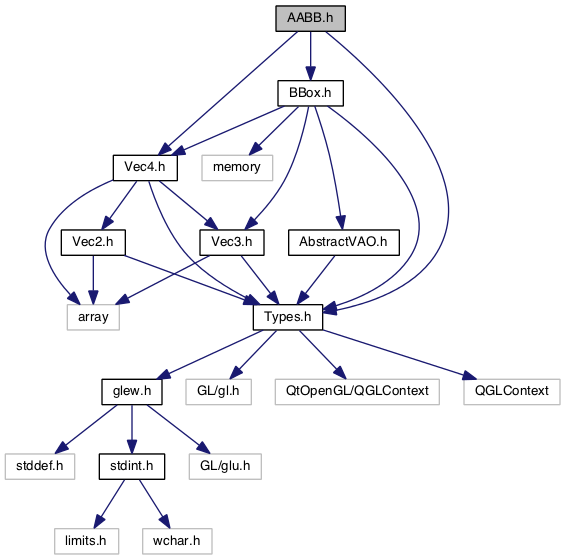 AABB.h
BBox.h
Vec4.h
memory
Vec2.h
Vec3.h
AbstractVAO.h
array
Types.h
glew.h
GL/gl.h
QtOpenGL/QGLContext
QGLContext
stddef.h
stdint.h
GL/glu.h
limits.h
wchar.h